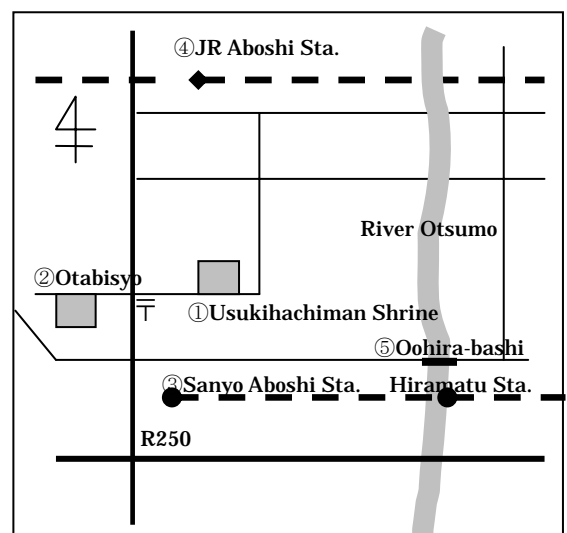 ④JR Aboshi Sta.
River Otsumo
②Otabisyo
〒
①Usukihachiman Shrine
⑤Oohira-bashi
③Sanyo Aboshi Sta.
Hiramatu Sta.
R250